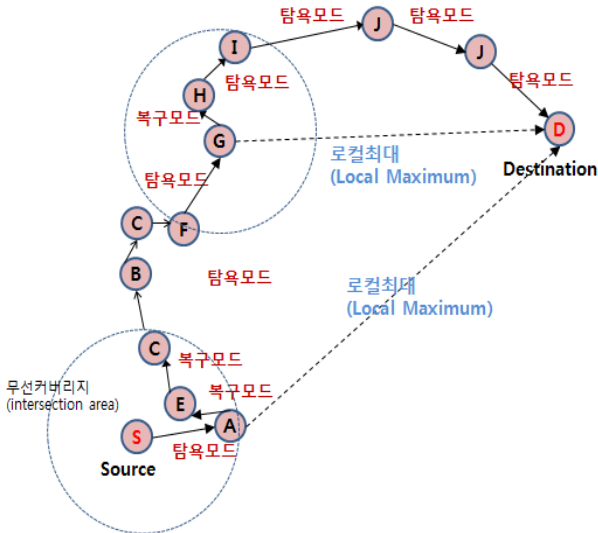 탐욕모드
탐욕모드
J
I
J
탐욕모드
탐욕모드
H
복구모드
D
G
로컬최대
(Local Maximum)
Destination
탐욕모드
C
F
B
탐욕모드
로컬최대
(Local Maximum)
C
복구모드
무선커버리지
(intersection area)
복구모드
E
A
S
탐욕모드
Source